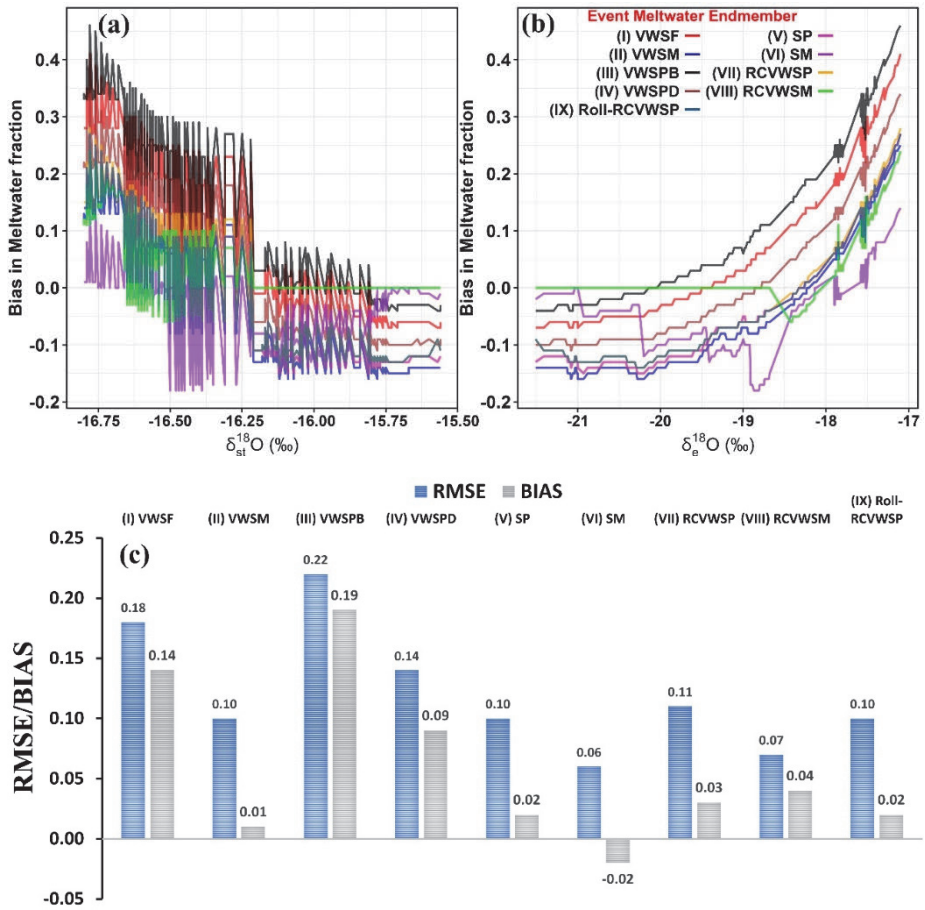 (a)
Bias in Meltwater fraction
0.4
0.3
0.2
0.1
0.0
-0.1
-0.2
-16.75
-16.50
-16.25
-16.00
-15.75
-15.50
δ¹⁸stO (‰)
(b)
Event Meltwater Endmember
(I) VWSF
(V) SP
(II) VWSM
(VI) SM
(III) VWSPB
(VII) RCVWSP
(IV) VWSPD
(VIII) RCVWSM
(IX) Roll-RCVWSP
Bias in Meltwater fraction
0.4
0.3
0.2
0.1
0.0
-0.1
-0.2
-21
-20
-19
-18
-17
δ¹⁸eO (‰)
RMSE BIAS
(I) VWSF
(II) VWSM
(III) VWSPB
(IV) VWSPD
(V) SP
(VI) SM
(VII) RCVWSP
(VIII) RCVWSM
(IX) Roll-
RCVWSP
(c)
RMSE/BIAS
0.25
0.20
0.15
0.10
0.05
0.00
-0.05
0.18
0.14
0.10
0.01
0.22
0.19
0.14
0.09
0.10
0.02
0.06
-0.02
0.11
0.03
0.07
0.04
0.10
0.02